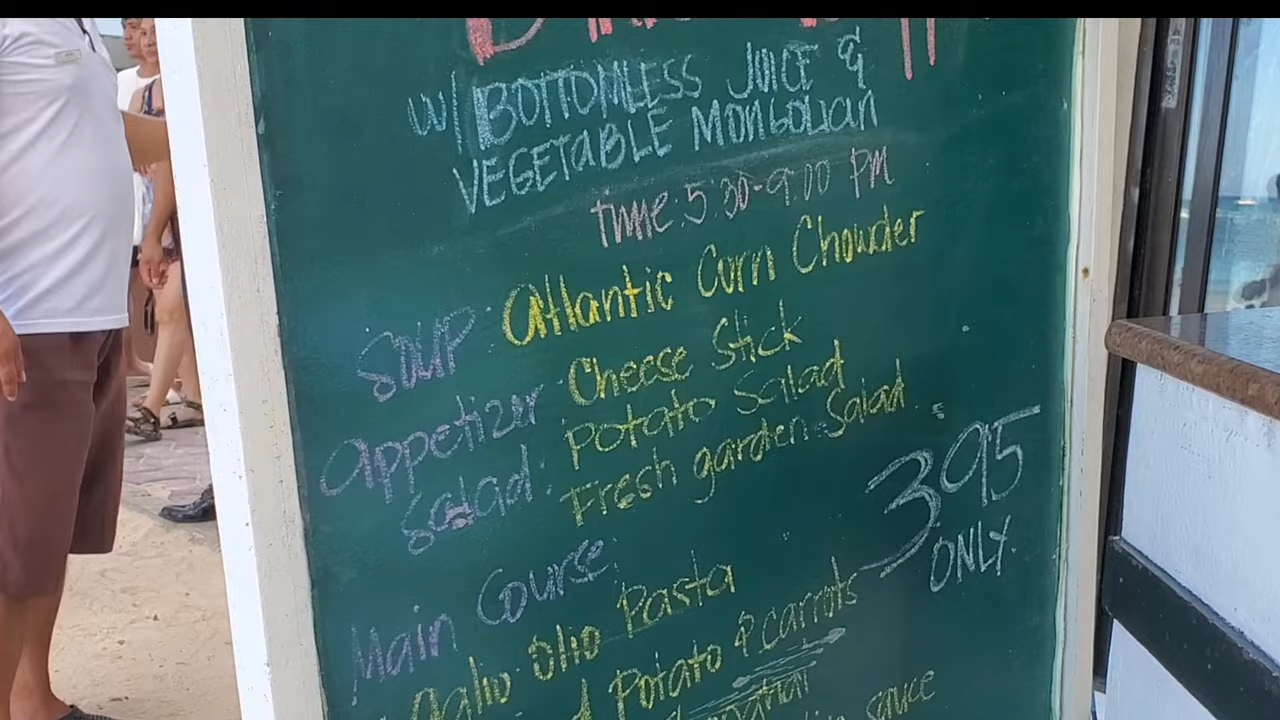 w/ BOTTOMLESS JUICE &
VEGETABLE MONGOLIAN
time: 5:30-9:00 PM
SOUP: Atlantic Corn Chowder
Appetizer: Cheese Stick
Salad: Potato Salad
Fresh garden Salad
395
ONLY.
Main Course:
Aglio Olio Pasta
Potato & carrots
sauce